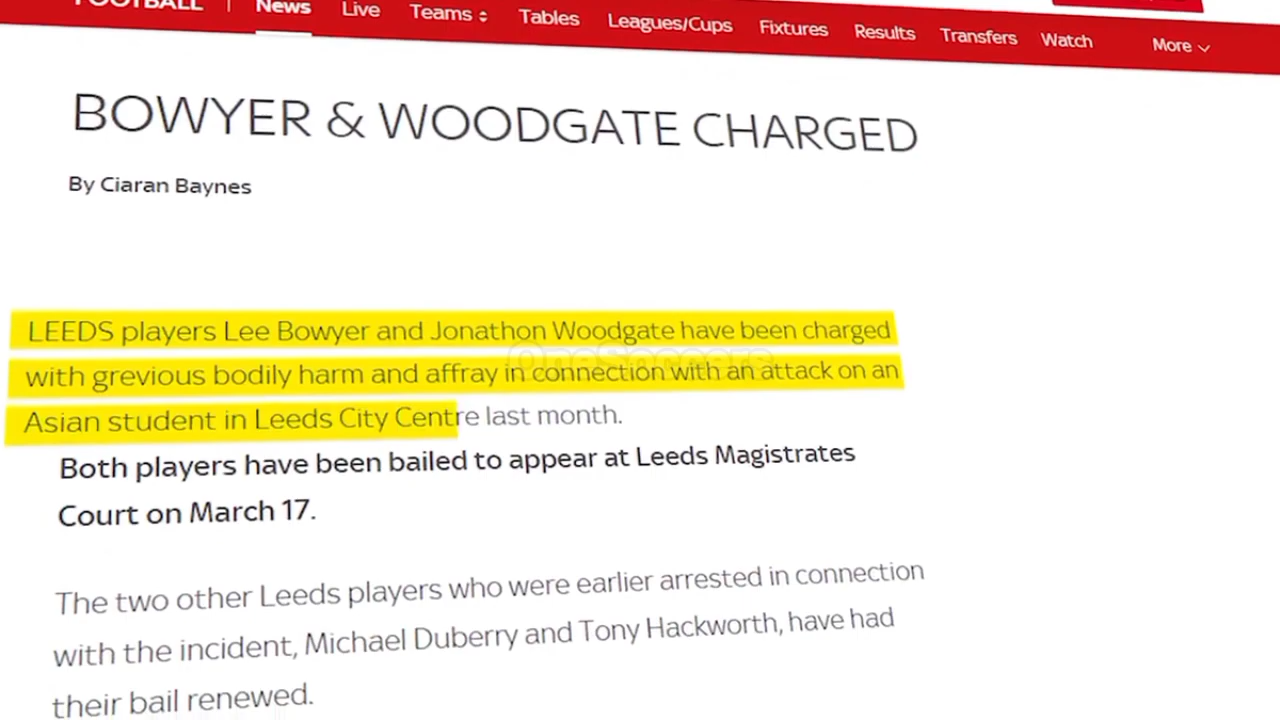 FOOTBALL | News Live Teams Tables Leagues/Cups Fixtures Results Transfers Watch More
BOWYER & WOODGATE CHARGED
By Ciaran Baynes
LEEDS players Lee Bowyer and Jonathon Woodgate have been charged
with grevious bodily harm and affray in connection with an attack on an
Asian student in Leeds City Centre last month.
OneSoccers
Both players have been bailed to appear at Leeds Magistrates
Court on March 17.
The two other Leeds players who were earlier arrested in connection
with the incident, Michael Duberry and Tony Hackworth, have had
their bail renewed.